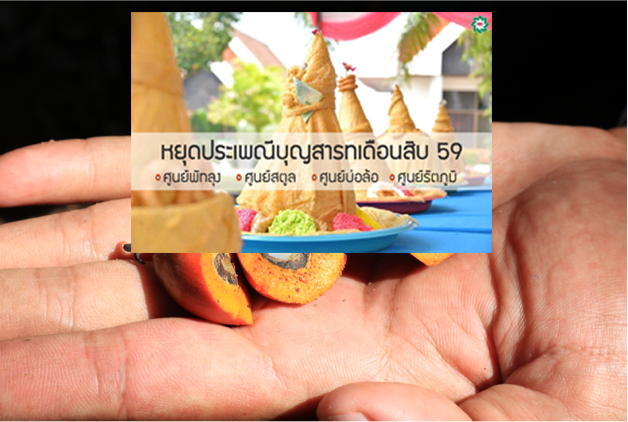 หยุดประเพณีบุญสารทเดือนสิบ 59
ศูนย์พัทลุง ศูนย์สตูล ศูนย์บ่อล้อ ศูนย์รัตภูมิ